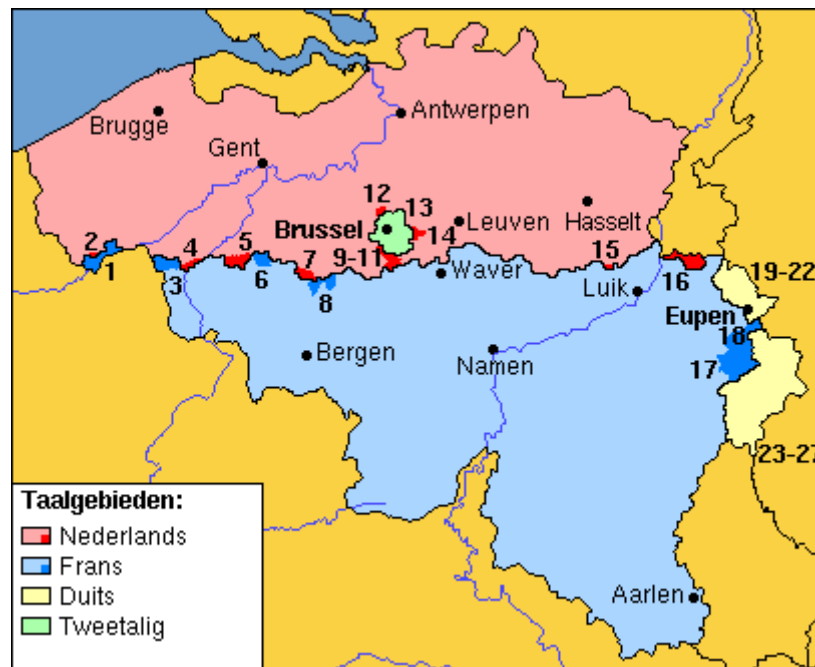 Brugge
Antwerpen
Gent
12
13
Brussel
Leuven
Hasselt
14
2
1
3
4
5
6
7
8
9-11
Waver
15
16
Luik
19-22
Eupen
18
17
Bergen
Namen
23-27
Aarlen
Taalgebieden:
Nederlands
Frans
Duits
Tweetalig